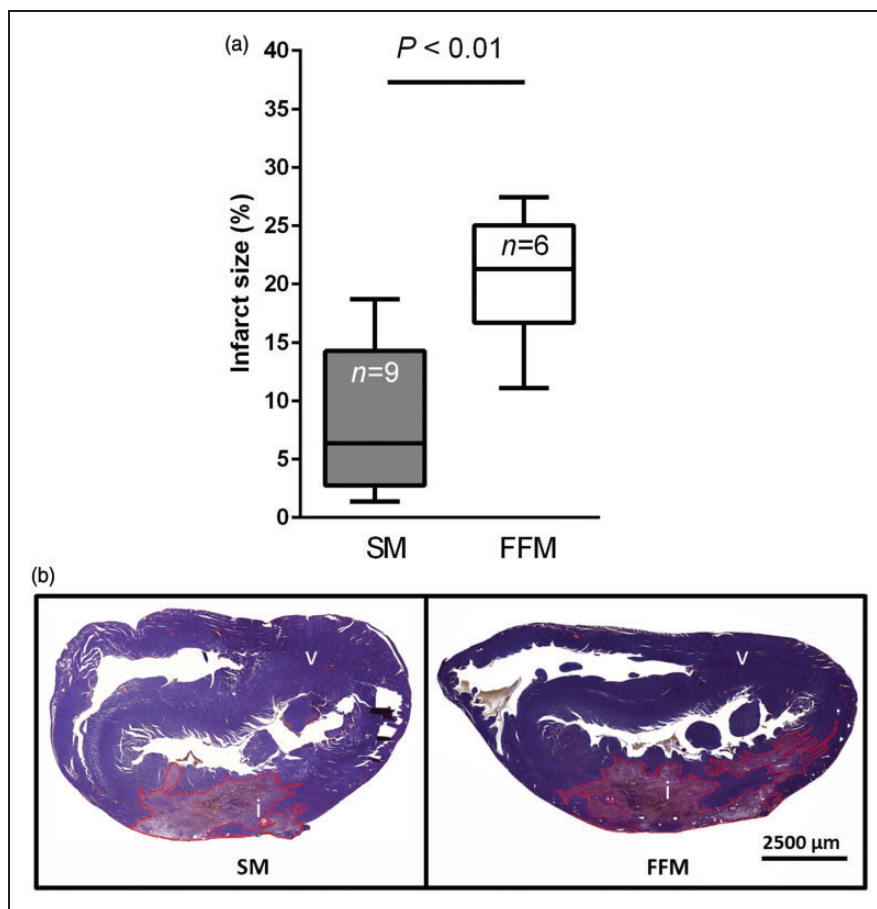 (a)
P < 0.01
40
35
30
25
20
15
10
5
0
Infarct size (%)
n=9
n=6
SM
FFM
(b)
v
i
SM
v
i
2500 µm
FFM